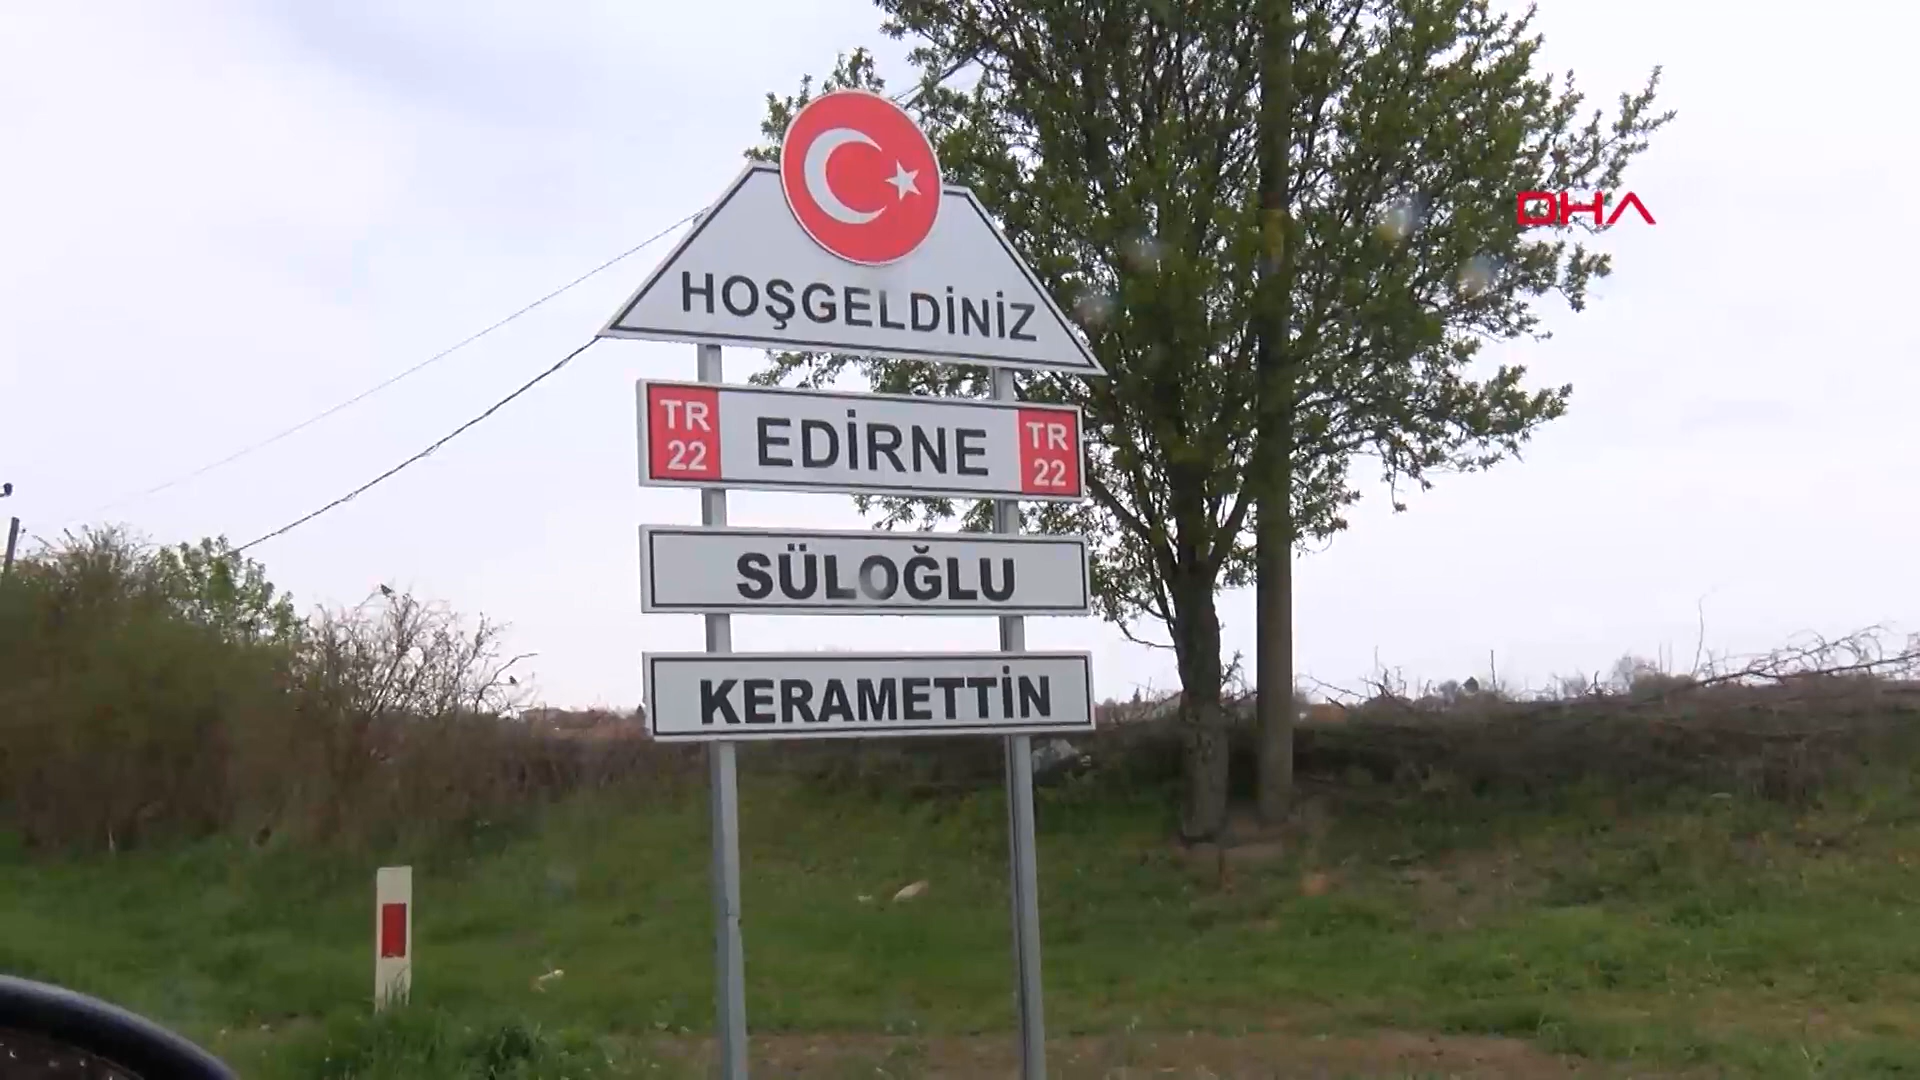 DHA
HOŞGELDİNİZ
TR 22 EDİRNE TR 22
SÜLOĞLU
KERAMETTİN